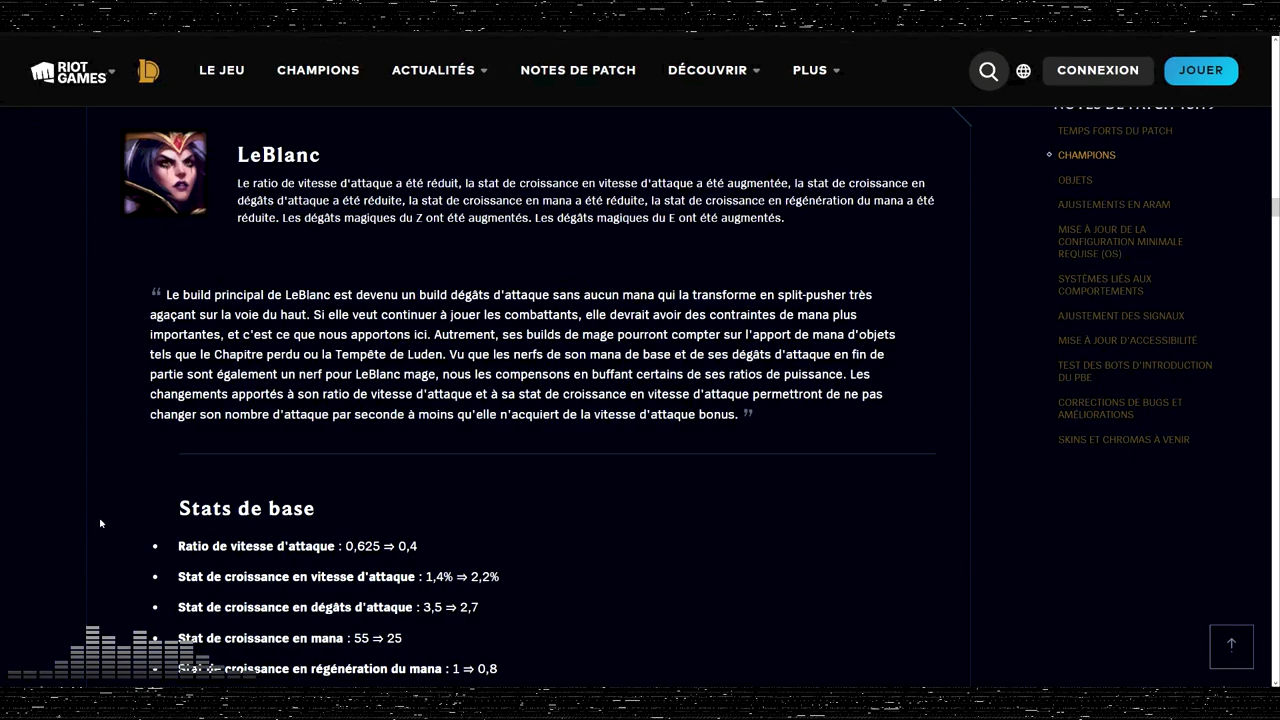 RIOT
GAMES
LE JEU
CHAMPIONS
ACTUALITÉS
NOTES DE PATCH
DÉCOUVRIR
PLUS
CONNEXION
JOUER
LeBlanc
Le ratio de vitesse d'attaque a été réduit, la stat de croissance en vitesse d'attaque a été augmentée, la stat de croissance en
dégâts d'attaque a été réduite, la stat de croissance en mana a été réduite, la stat de croissance en régénération du mana a été
réduite. Les dégâts magiques du Z ont été augmentés. Les dégâts magiques du E ont été augmentés.
“ Le build principal de LeBlanc est devenu un build dégâts d'attaque sans aucun mana qui la transforme en split-pusher très
agaçant sur la voie du haut. Si elle veut continuer à jouer les combattants, elle devrait avoir des contraintes de mana plus
importantes, et c'est ce que nous apportons ici. Autrement, ses builds de mage pourront compter sur l'apport de mana d'objets
tels que le Chapitre perdu ou la Tempête de Luden. Vu que les nerfs de son mana de base et de ses dégâts d'attaque en fin de
partie sont également un nerf pour LeBlanc mage, nous les compensons en buffant certains de ses ratios de puissance. Les
changements apportés à son ratio de vitesse d'attaque et à sa stat de croissance en vitesse d'attaque permettront de ne pas
changer son nombre d'attaque par seconde à moins qu'elle n'acquiert de la vitesse d'attaque bonus. ”
Stats de base
• Ratio de vitesse d'attaque : 0,625 ⇒ 0,4
• Stat de croissance en vitesse d'attaque : 1,4% ⇒ 2,2%
• Stat de croissance en dégâts d'attaque : 3,5 ⇒ 2,7
• Stat de croissance en mana : 55 ⇒ 25
• Stat de croissance en régénération du mana : 1 ⇒ 0,8
NOTES DE PATCH
TEMPS FORTS DU PATCH
CHAMPIONS
OBJETS
AJUSTEMENTS EN ARAM
MISE À JOUR DE LA
CONFIGURATION MINIMALE
REQUISE (OS)
SYSTÈMES LIÉS AUX
COMPORTEMENTS
AJUSTEMENT DES SIGNAUX
MISE À JOUR D'ACCESSIBILITÉ
TEST DES BOTS D'INTRODUCTION
DU PBE
CORRECTIONS DE BUGS ET
AMÉLIORATIONS
SKINS ET CHROMAS À VENIR